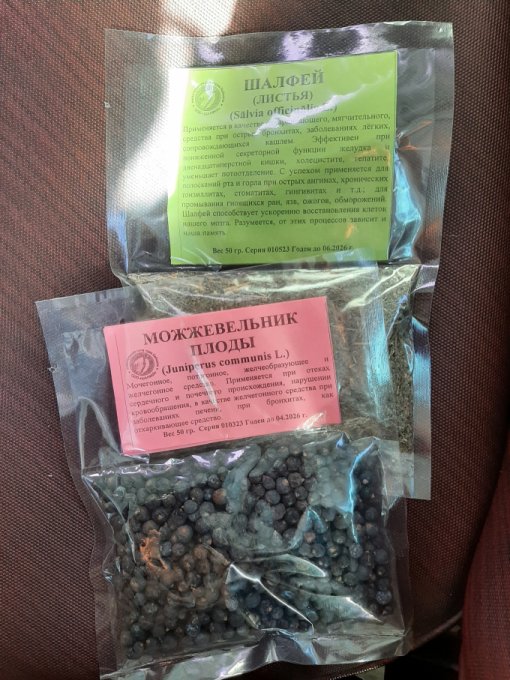 ШАЛФЕЙ
(ЛИСТЬЯ)
(Salvia officinalis
Применяется в качестве мягчительного,
средства при острых бронхитах, заболеваниях лёгких,
сопровождающихся кашлем. Эффективен при
пониженной секреторной функции желудка
двенадцатиперстной кишки, холецистите, гепатите,
уменьшает потоотделение. С успехом применяется для
полосканий рта и горла при острых ангинах, хронических
тонзиллитах, стоматитах, гингивитах и т.д.; для
промывания гноящихся ран, язв, ожогов, обморожений.
Шалфей способствует ускорению восстановления клеток
нашего мозга. Разумеется, от этих процессов зависит и
наша память.
Вес 50 гр. Серия 010523 Годен до 06.2026 г.
МОЖЖЕВЕЛЬНИК
ПЛОДЫ
(Juniperus communis L.)
Мочегонное, потогонное, желчеобразующее и
желчегонное средство. Применяется при отеках
сердечного и почечного происхождения, нарушении
кровообращения, в качестве желчегонного средства при
заболеваниях печени, при бронхитах, как
отхаркивающее средство.
Вес 50 гр. Серия 010323 Годен до 04.2026 г.